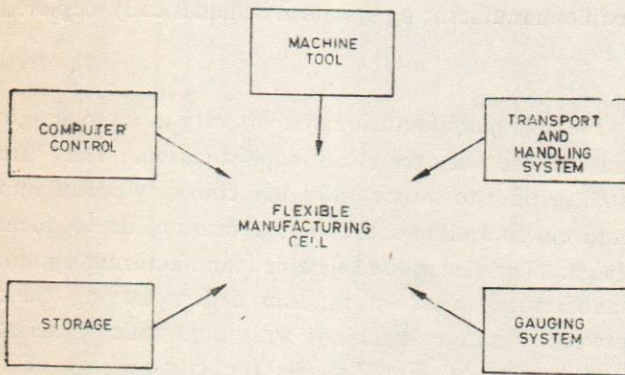 MACHINE
TOOL
COMPUTER
CONTROL
TRANSPORT
AND
HANDLING
SYSTEM
FLEXIBLE
MANUFACTURING
CELL
STORAGE
GAUGING
SYSTEM